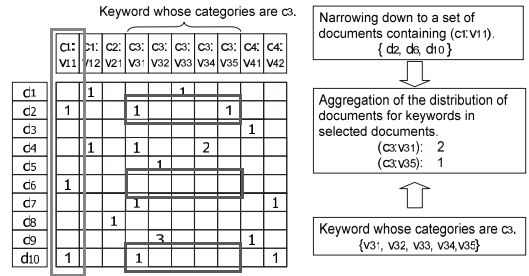 Keyword whose categories are c3.
c1: c1: c2: c3: c3: c3: c3: c3: c4: c4:
v11 v12 v21 v31 v32 v33 v34 v35 v41 v42
d1 1 1
d2 1 1 1
d3 1
d4 1 1 2
d5 1
d6 1
d7 1 1
d8 1
d9 3 1
d10 1 1 1
Narrowing down to a set of
documents containing (c1:v11).
{ d2, d6, d10 }
Aggregation of the distribution of
documents for keywords in
selected documents.
(c3:v31): 2
(c3:v35): 1
Keyword whose categories are c3.
{v31, v32, v33, v34,v35}